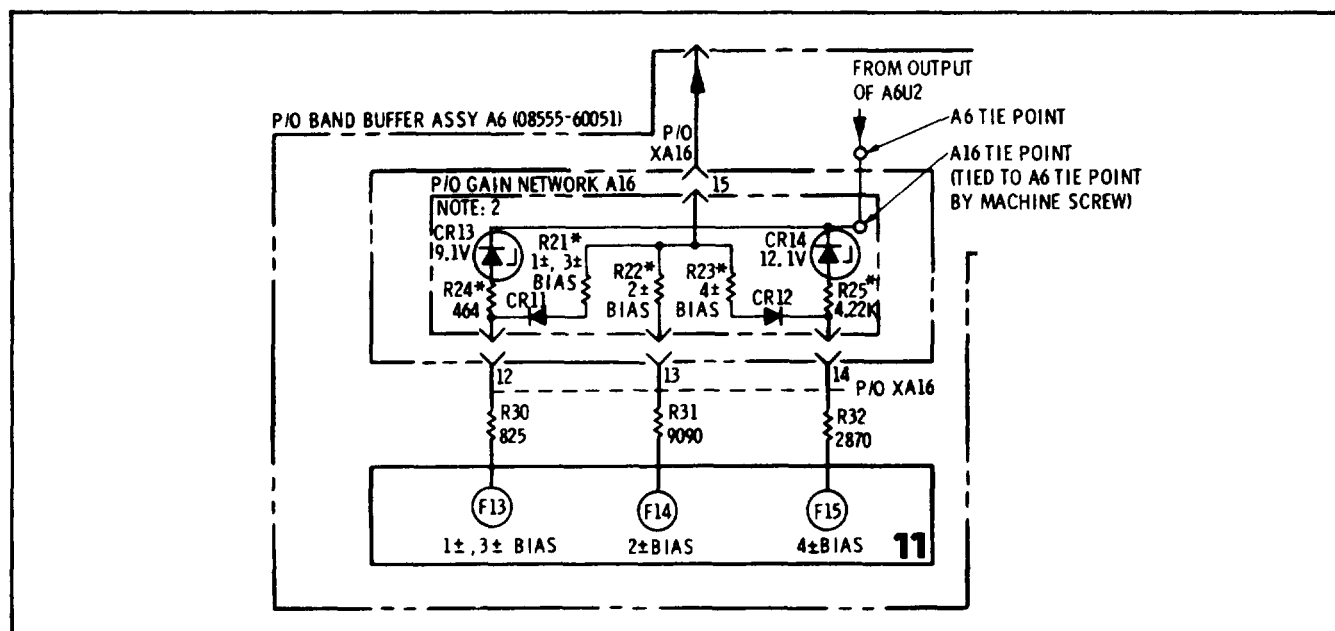 FROM OUTPUT
OF A6U2
P/O BAND BUFFER ASSY A6 (08555-60051)
A6 TIE POINT
P/O
XA16
A16 TIE POINT
(TIED TO A6 TIE POINT
BY MACHINE SCREW)
P/O GAIN NETWORK A16
15
NOTE: 2
CR13
9.1V
R21*
1±, 3±
BIAS
R22*
2±
BIAS
R23*
4±
BIAS
CR14
12.1V
R24*
464
CR11
CR12
R25*
4.22K
12
13
14
P/O XA16
R30
825
R31
9090
R32
2870
F13
F14
F15
1±,3± BIAS
2±BIAS
4±BIAS
11